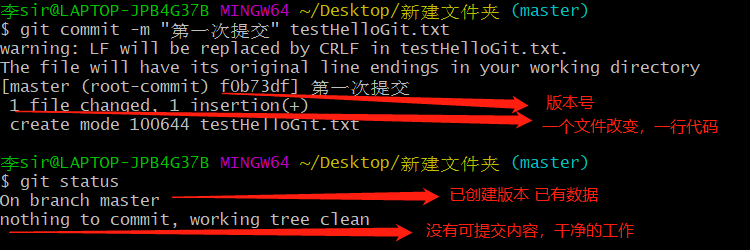 李sir@LAPTOP-JPB4G37B MINGW64 ~/Desktop/新建文件夹 (master)
$ git commit -m "第一次提交" testHelloGit.txt
warning: LF will be replaced by CRLF in testHelloGit.txt.
The file will have its original line endings in your working directory
[master (root-commit) f0b73df] 第一次提交
1 file changed, 1 insertion(+)
版本号
create mode 100644 testHelloGit.txt
一个文件改变，一行代码
李sir@LAPTOP-JPB4G37B MINGW64 ~/Desktop/新建文件夹 (master)
$ git status
On branch master
已创建版本 已有数据
nothing to commit, working tree clean
没有可提交内容，干净的工作